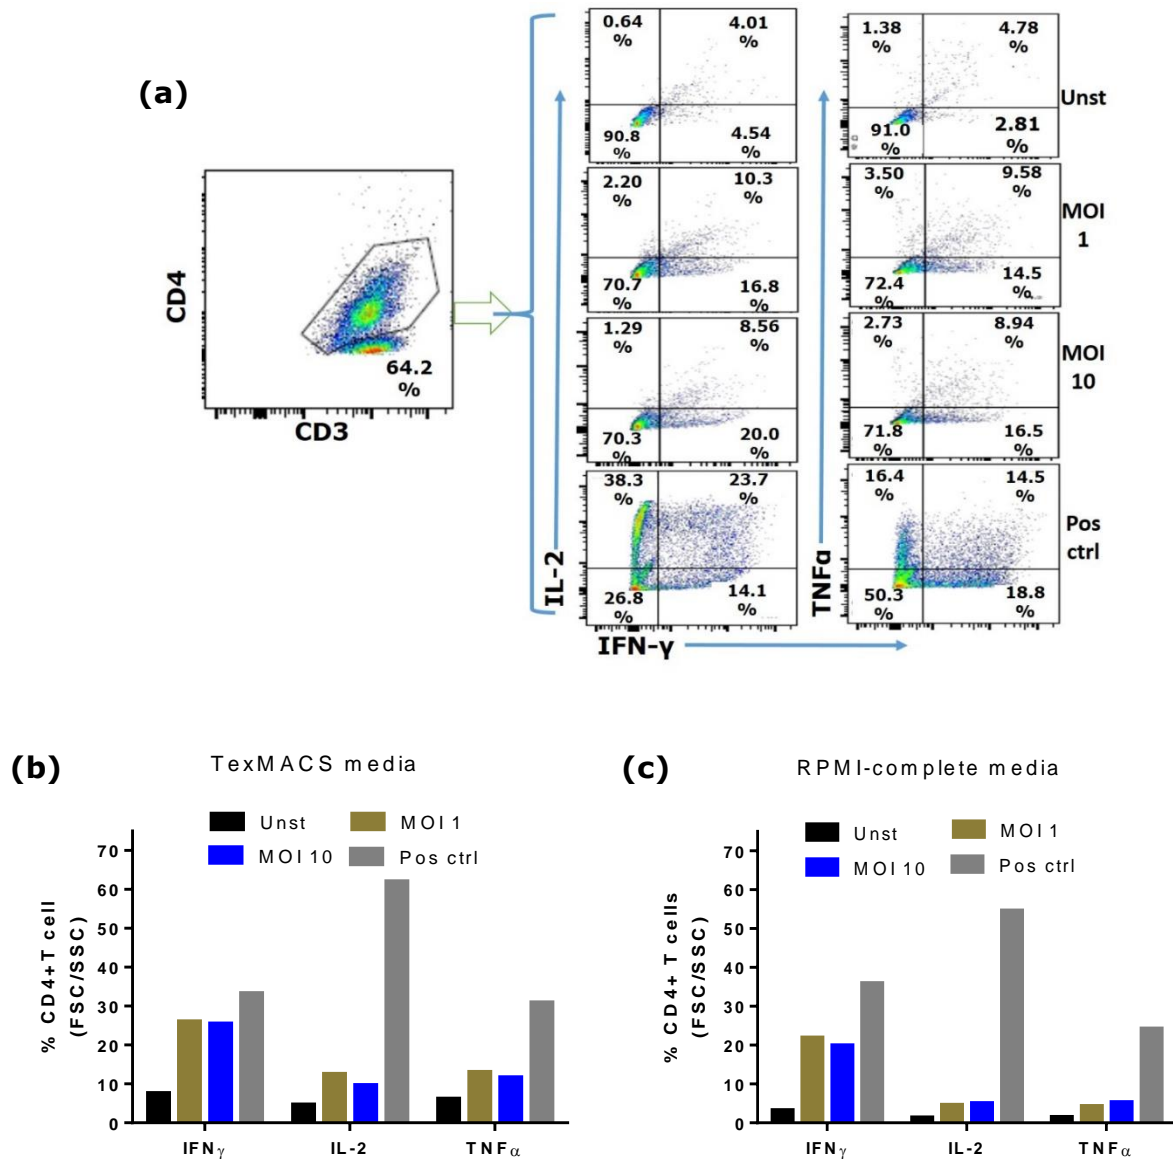 (a)
CD4
64.2
%
CD3
0.64
%
4.01
%
90.8
%
4.54
%
1.38
%
4.78
%
91.0
%
2.81
%
Unst
2.20
%
10.3
%
70.7
%
16.8
%
3.50
%
9.58
%
72.4
%
14.5
%
MOI
1
1.29
%
8.56
%
70.3
%
20.0
%
2.73
%
8.94
%
71.8
%
16.5
%
MOI
10
38.3
%
23.7
%
26.8
%
14.1
%
16.4
%
14.5
%
50.3
%
18.8
%
Pos
ctrl
IL-2
TNFα
IFN-γ
(b)
TexMACS media
Unst
MOI 1
MOI 10
Pos ctrl
% CD4+T cell
(FSC/SSC)
70
60
50
40
30
20
10
0
IFNγ
IL-2
TNFα
(c)
RPMI-complete media
Unst
MOI 1
MOI 10
Pos ctrl
% CD4+ T cells
(FSC/SSC)
70
60
50
40
30
20
10
0
IFNγ
IL-2
TNFα